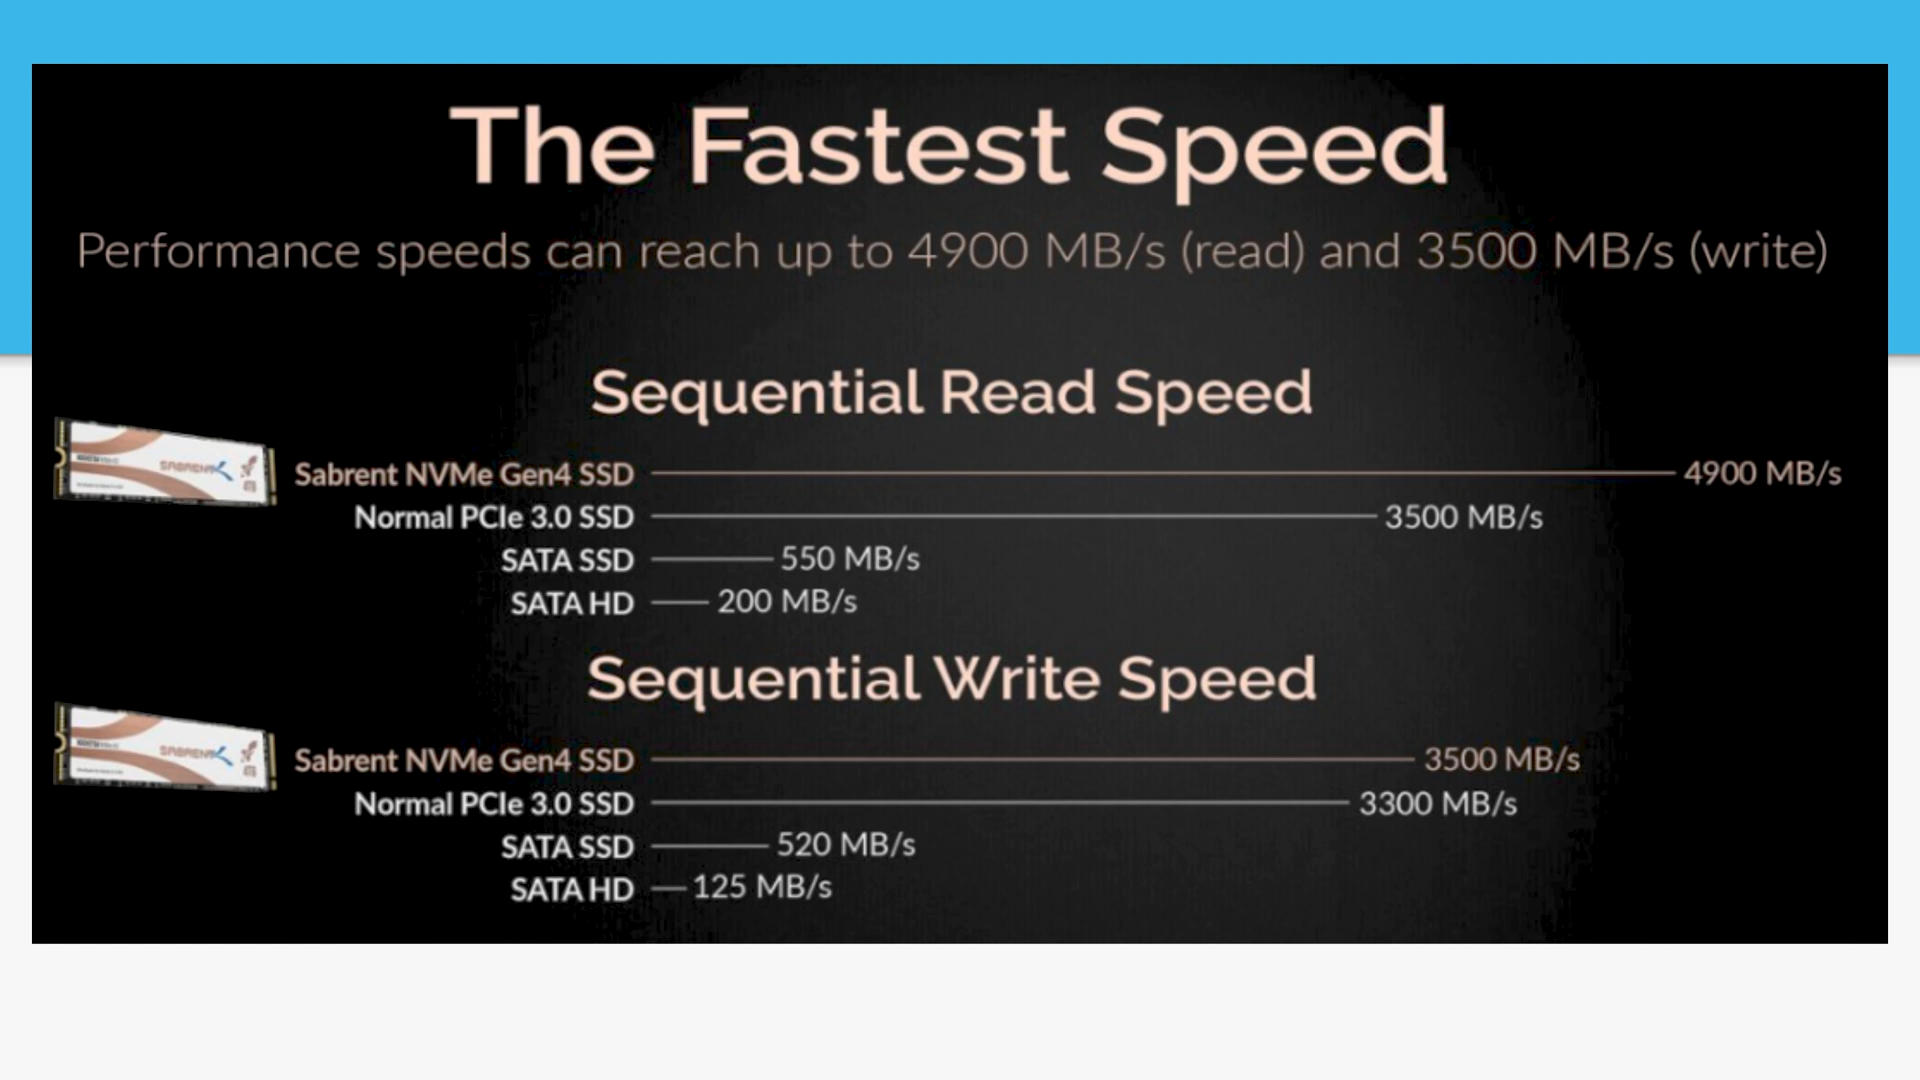 The Fastest Speed
Performance speeds can reach up to 4900 MB/s (read) and 3500 MB/s (write)
Sequential Read Speed
SABRENT
Sabrent NVMe Gen4 SSD 4900 MB/s
Normal PCIe 3.0 SSD 3500 MB/s
SATA SSD 550 MB/s
SATA HD 200 MB/s
Sequential Write Speed
SABRENT
Sabrent NVMe Gen4 SSD 3500 MB/s
Normal PCIe 3.0 SSD 3300 MB/s
SATA SSD 520 MB/s
SATA HD 125 MB/s